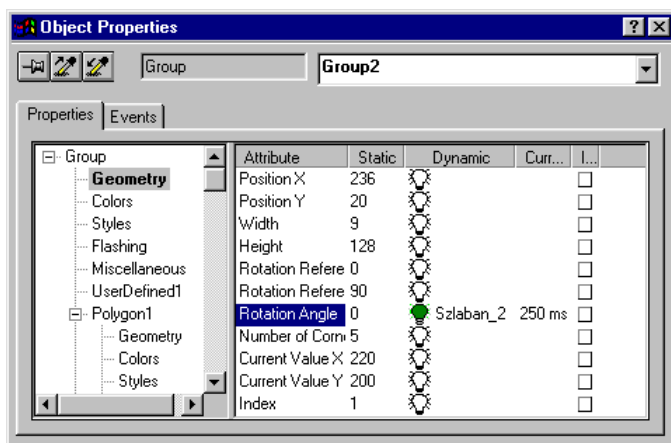 Object Properties
Group Group2
Properties Events
Group
Geometry
Colors
Styles
Flashing
Miscellaneous
UserDefined1
Polygon1
Geometry
Colors
Styles
Attribute Static Dynamic Curr... I...
Position X 236
Position Y 20
Width 9
Height 128
Rotation Refere 0
Rotation Refere 90
Rotation Angle 0 Szlaban_2 250 ms
Number of Corn 5
Current Value X 220
Current Value Y 200
Index 1